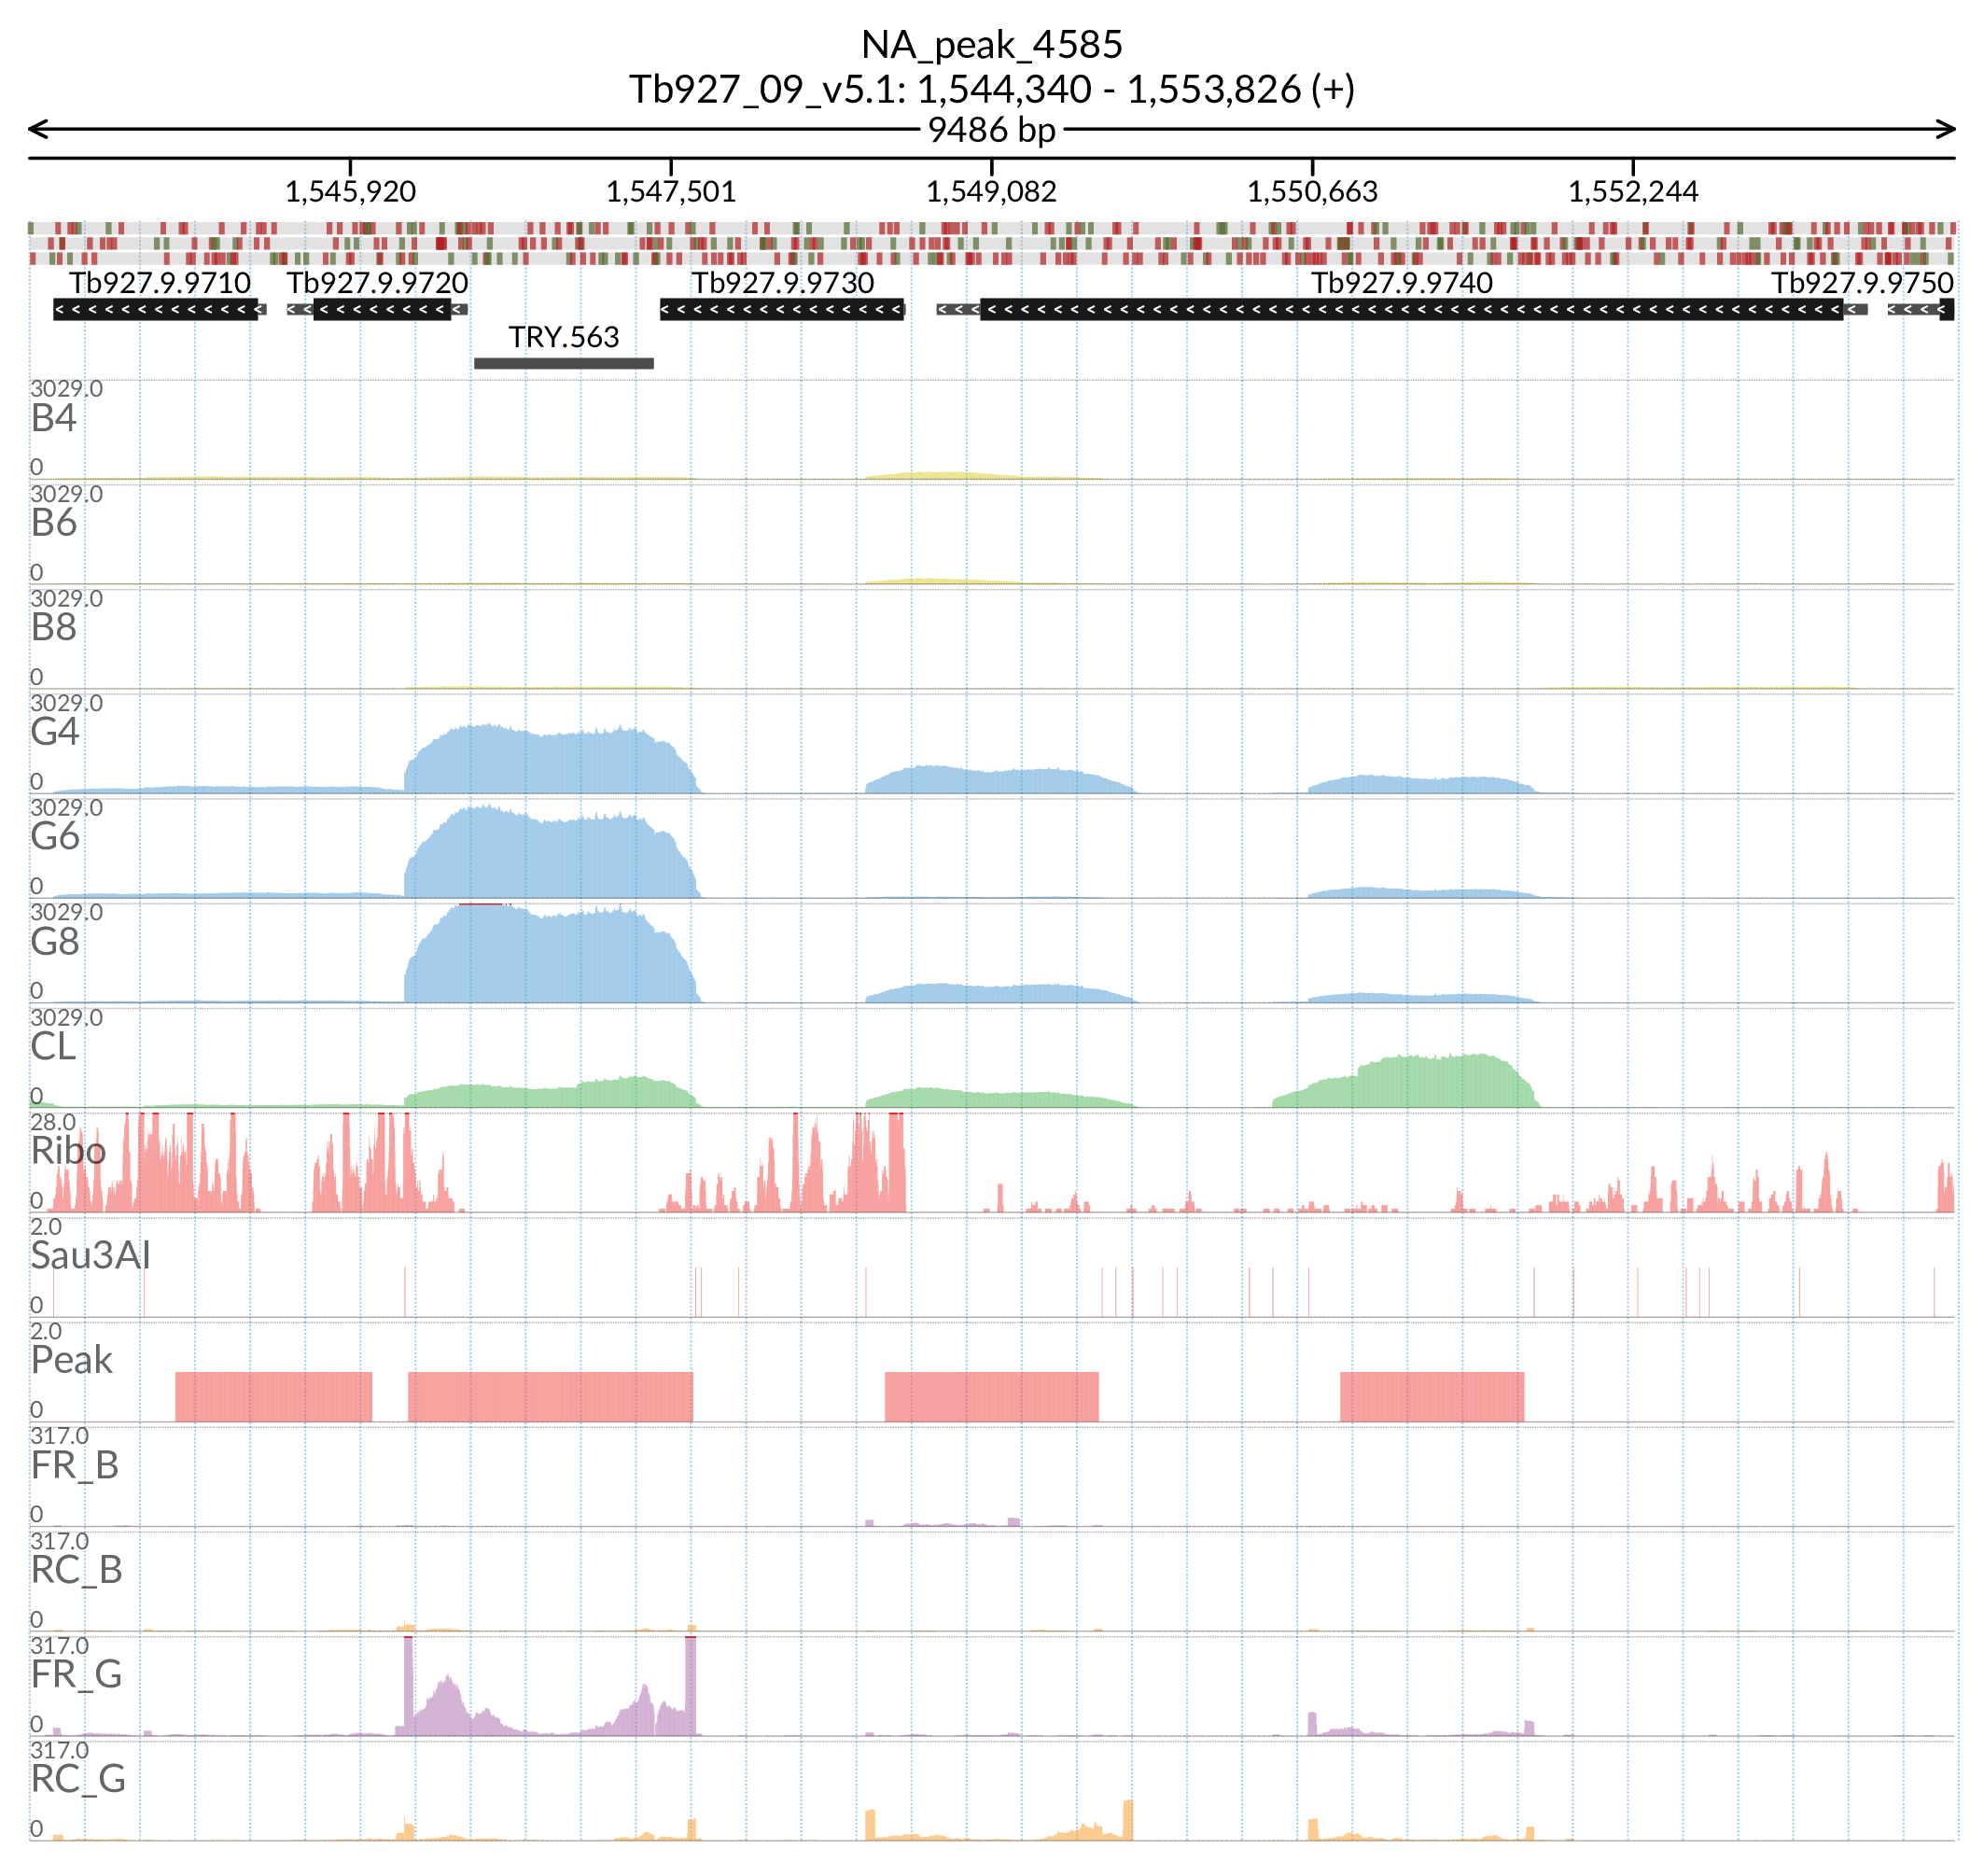 NA_peak_4585
Tb927_09_v5.1: 1,544,340 - 1,553,826 (+)
9486 bp
1,545,920 1,547,501 1,549,082 1,550,663 1,552,244
Tb927.9.9710 Tb927.9.9720 Tb927.9.9730 Tb927.9.9740 Tb927.9.9750
TRY.563
3029.0
B4
0
3029.0
B6
0
3029.0
B8
0
3029.0
G4
0
3029.0
G6
0
3029.0
G8
0
3029.0
CL
0
28.0
Ribo
0
2.0
Sau3AI
0
2.0
Peak
0
317.0
FR_B
0
317.0
RC_B
0
317.0
FR_G
0
317.0
RC_G
0